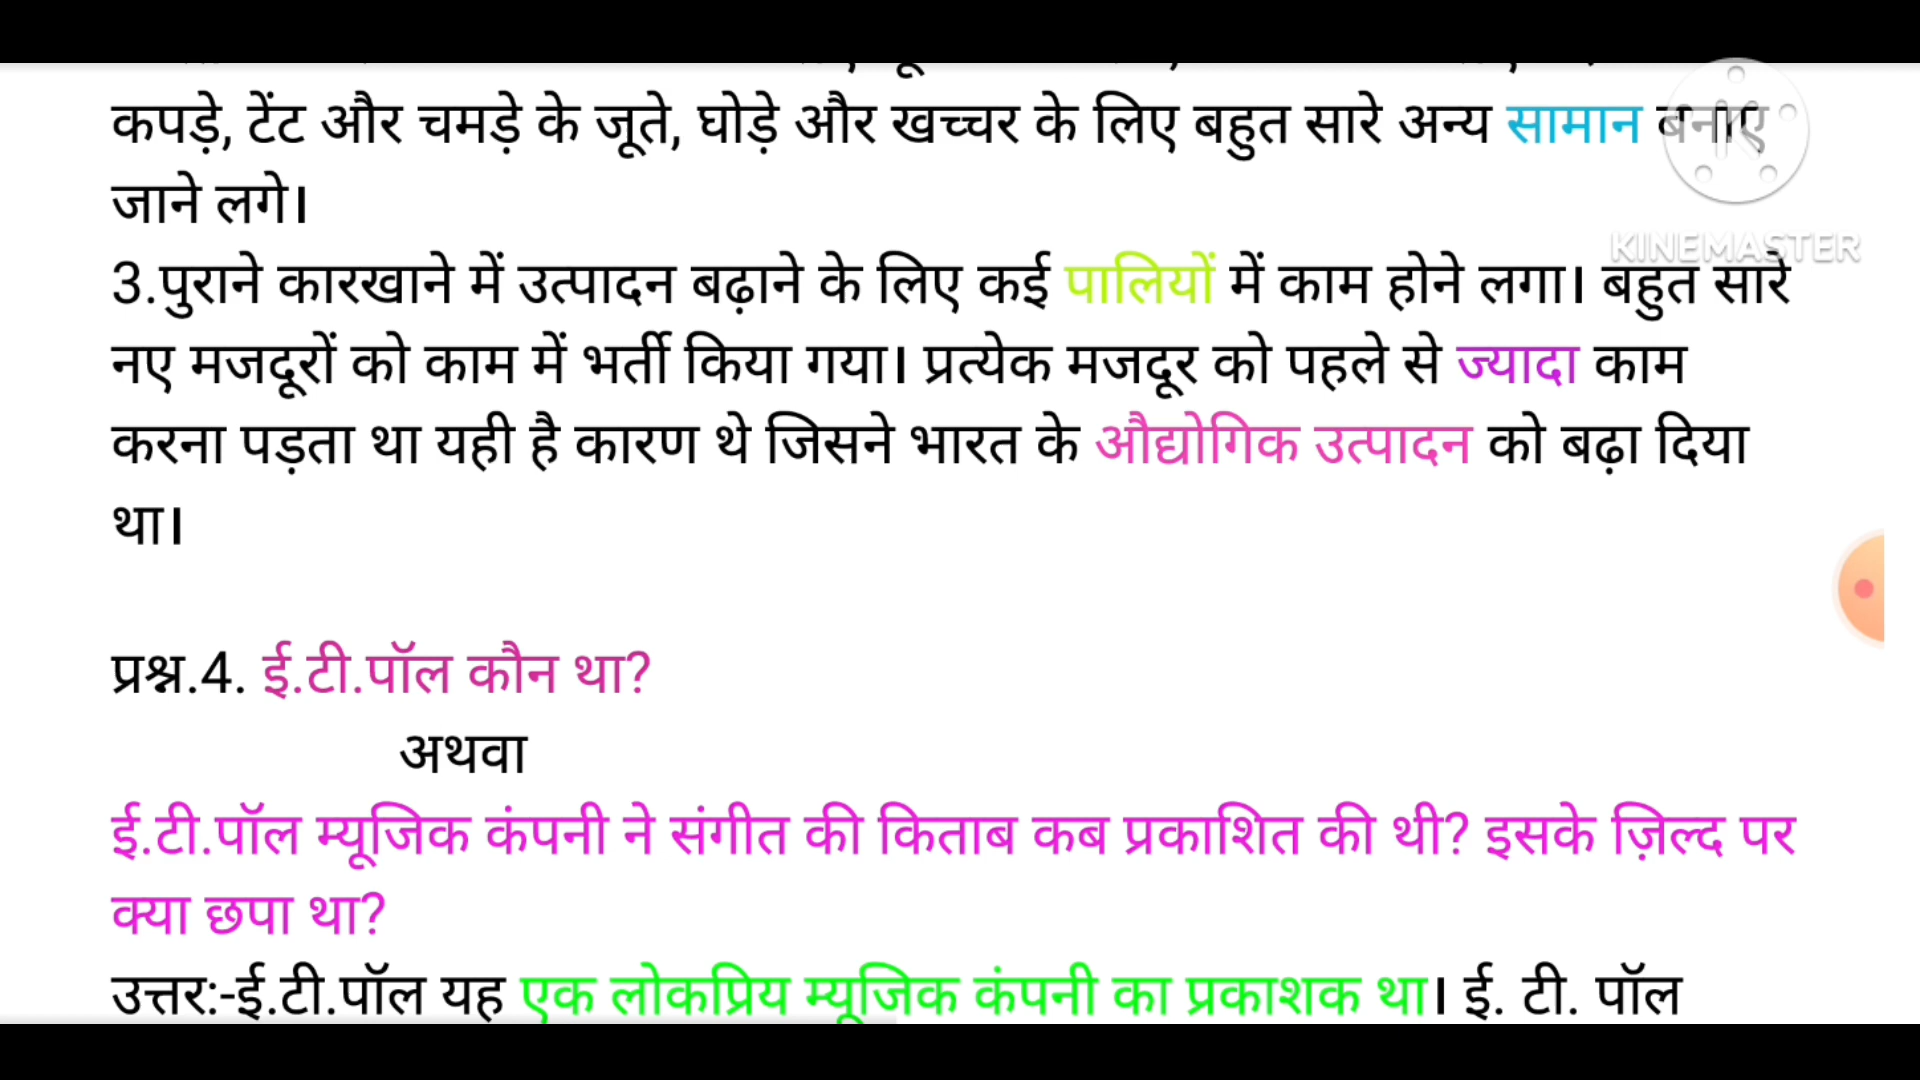 कपड़े, टेंट और चमड़े के जूते, घोड़े और खच्चर के लिए बहुत सारे अन्य सामान बनाए
जाने लगे।
KINEMASTER
3.पुराने कारखाने में उत्पादन बढ़ाने के लिए कई पालियों में काम होने लगा। बहुत सारे
नए मजदूरों को काम में भर्ती किया गया। प्रत्येक मजदूर को पहले से ज्यादा काम
करना पड़ता था यही है कारण थे जिसने भारत के औद्योगिक उत्पादन को बढ़ा दिया
था।
प्रश्न.4. ई.टी.पॉल कौन था?
अथवा
ई.टी.पॉल म्यूजिक कंपनी ने संगीत की किताब कब प्रकाशित की थी? इसके ज़िल्द पर
क्या छपा था?
उत्तर:-ई.टी.पॉल यह एक लोकप्रिय म्यूजिक कंपनी का प्रकाशक था। ई. टी. पॉल